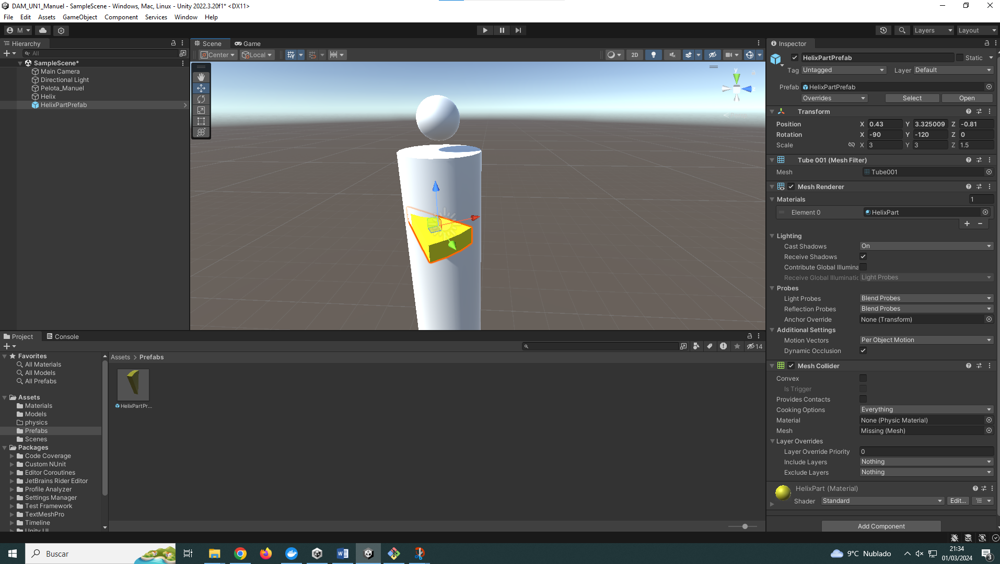 DAM_UN1_Manuel - SampleScene - Windows, Mac, Linux - Unity 2022.3.20f1* <DX11>
File Edit Assets GameObject Component Services Window Help
M Layers Layout
Hierarchy
All
SampleScene*
Main Camera
Directional Light
Pelota_Manuel
Helix
HelixPartPrefab
Scene Game
Center Local 2D
y
Project Console
14
Favorites
All Materials
All Models
All Prefabs
Assets
Materials
Models
physics
Prefabs
Scenes
Packages
Code Coverage
Custom NUnit
Editor Coroutines
JetBrains Rider Editor
Profile Analyzer
Settings Manager
Test Framework
TextMeshPro
Timeline
Unity UI
Assets > Prefabs
HelixPartPr...
Inspector
HelixPartPrefab Static
Tag Untagged Layer Default
Prefab HelixPartPrefab
Overrides Select Open
Transform
Position X 0.43 Y 3.325009 Z -0.81
Rotation X -90 Y -120 Z 0
Scale X 3 Y 3 Z 1.5
Tube 001 (Mesh Filter)
Mesh Tube001
Mesh Renderer
Materials 1
Element 0 HelixPart
Lighting
Cast Shadows On
Receive Shadows
Contribute Global Illumina
Receive Global Illuminatic Light Probes
Probes
Light Probes Blend Probes
Reflection Probes Blend Probes
Anchor Override None (Transform)
Additional Settings
Motion Vectors Per Object Motion
Dynamic Occlusion
Mesh Collider
Convex
Is Trigger
Provides Contacts
Cooking Options Everything
Material None (Physic Material)
Mesh Missing (Mesh)
Layer Overrides
Layer Override Priority 0
Include Layers Nothing
Exclude Layers Nothing
HelixPart (Material)
Shader Standard Edit...
Add Component
Buscar
9°C Nublado
21:34
01/03/2024
3